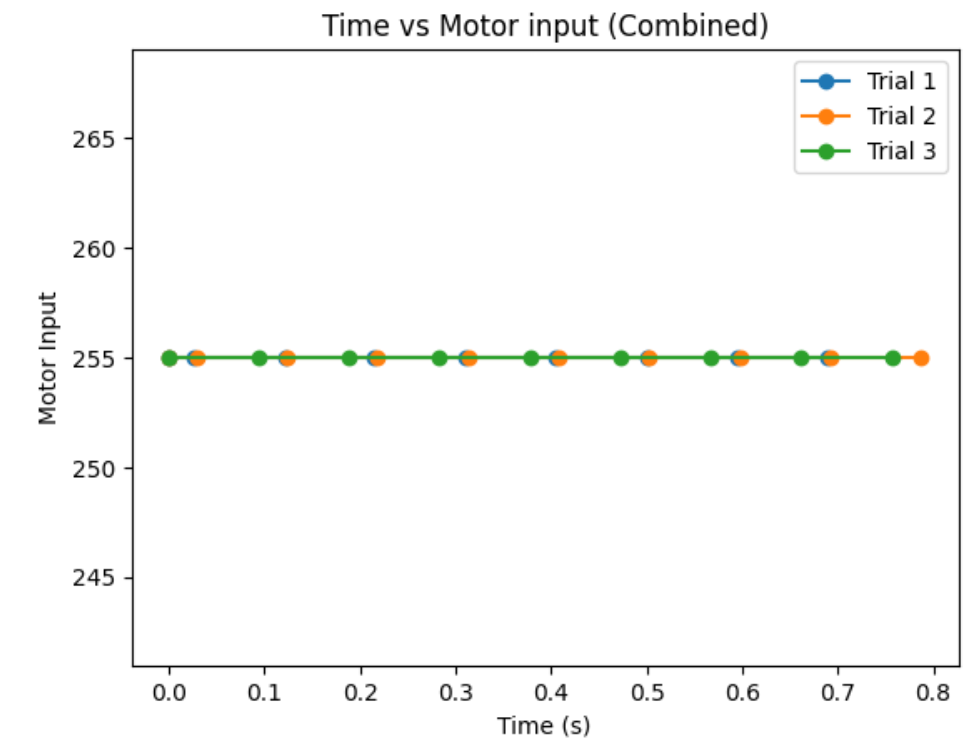 Time vs Motor input (Combined)
Trial 1
Trial 2
Trial 3
265
260
255
250
245
Motor Input
0.0 0.1 0.2 0.3 0.4 0.5 0.6 0.7 0.8
Time (s)